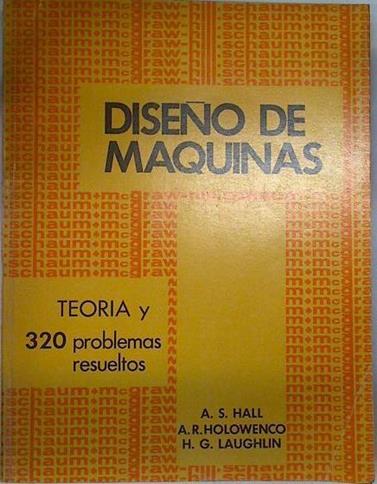 DISEÑO DE
MAQUINAS
TEORIA y
320 problemas
resueltos
A. S. HALL
A.R.HOLOWENCO
H. G. LAUGHLIN